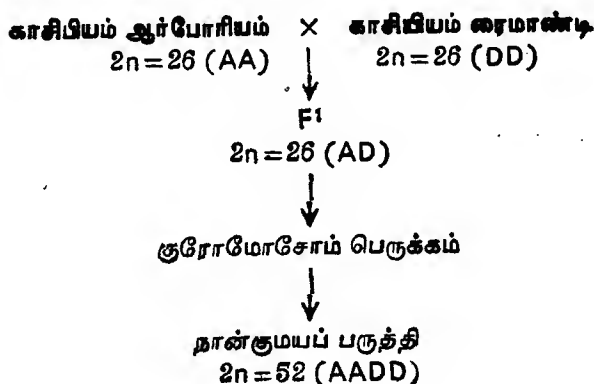 காசிபியம் ஆர்போரியம் × காசிபியம் ரைமாண்டி
2n=26 (AA) 2n=26 (DD)
F¹
2n=26 (AD)
குரோமோசோம் பெருக்கம்
நான்குமயப் பருத்தி
2n=52 (AADD)